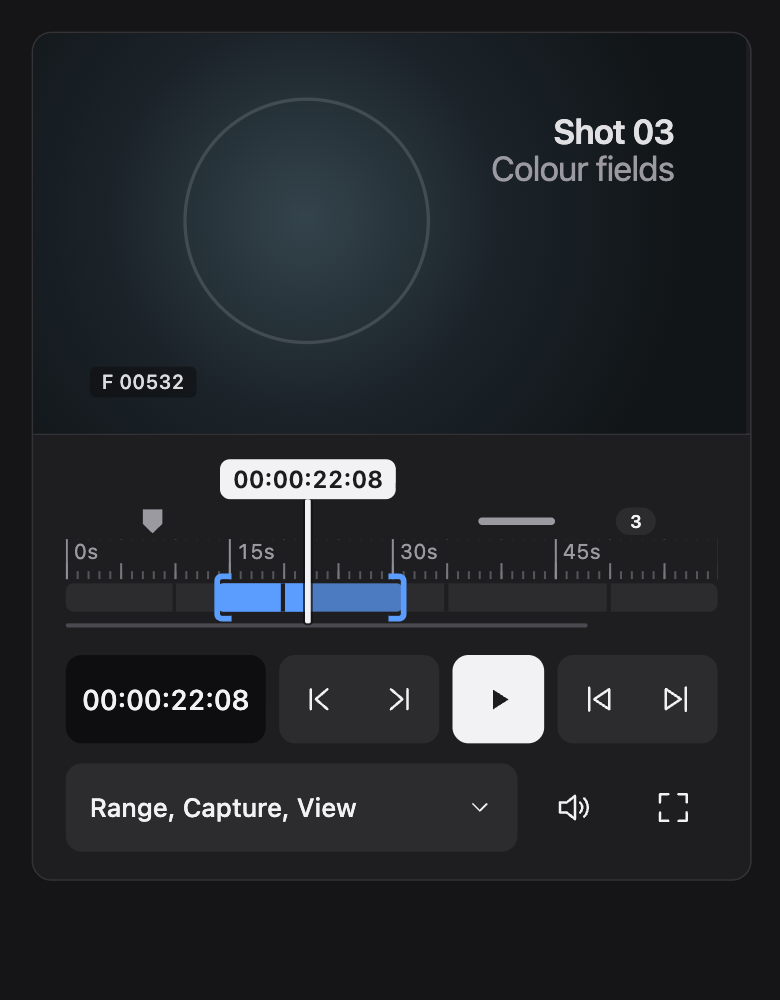 Shot 03
Colour fields
F 00532
00:00:22:08
3
0s 15s 30s 45s
00:00:22:08
Range, Capture, View